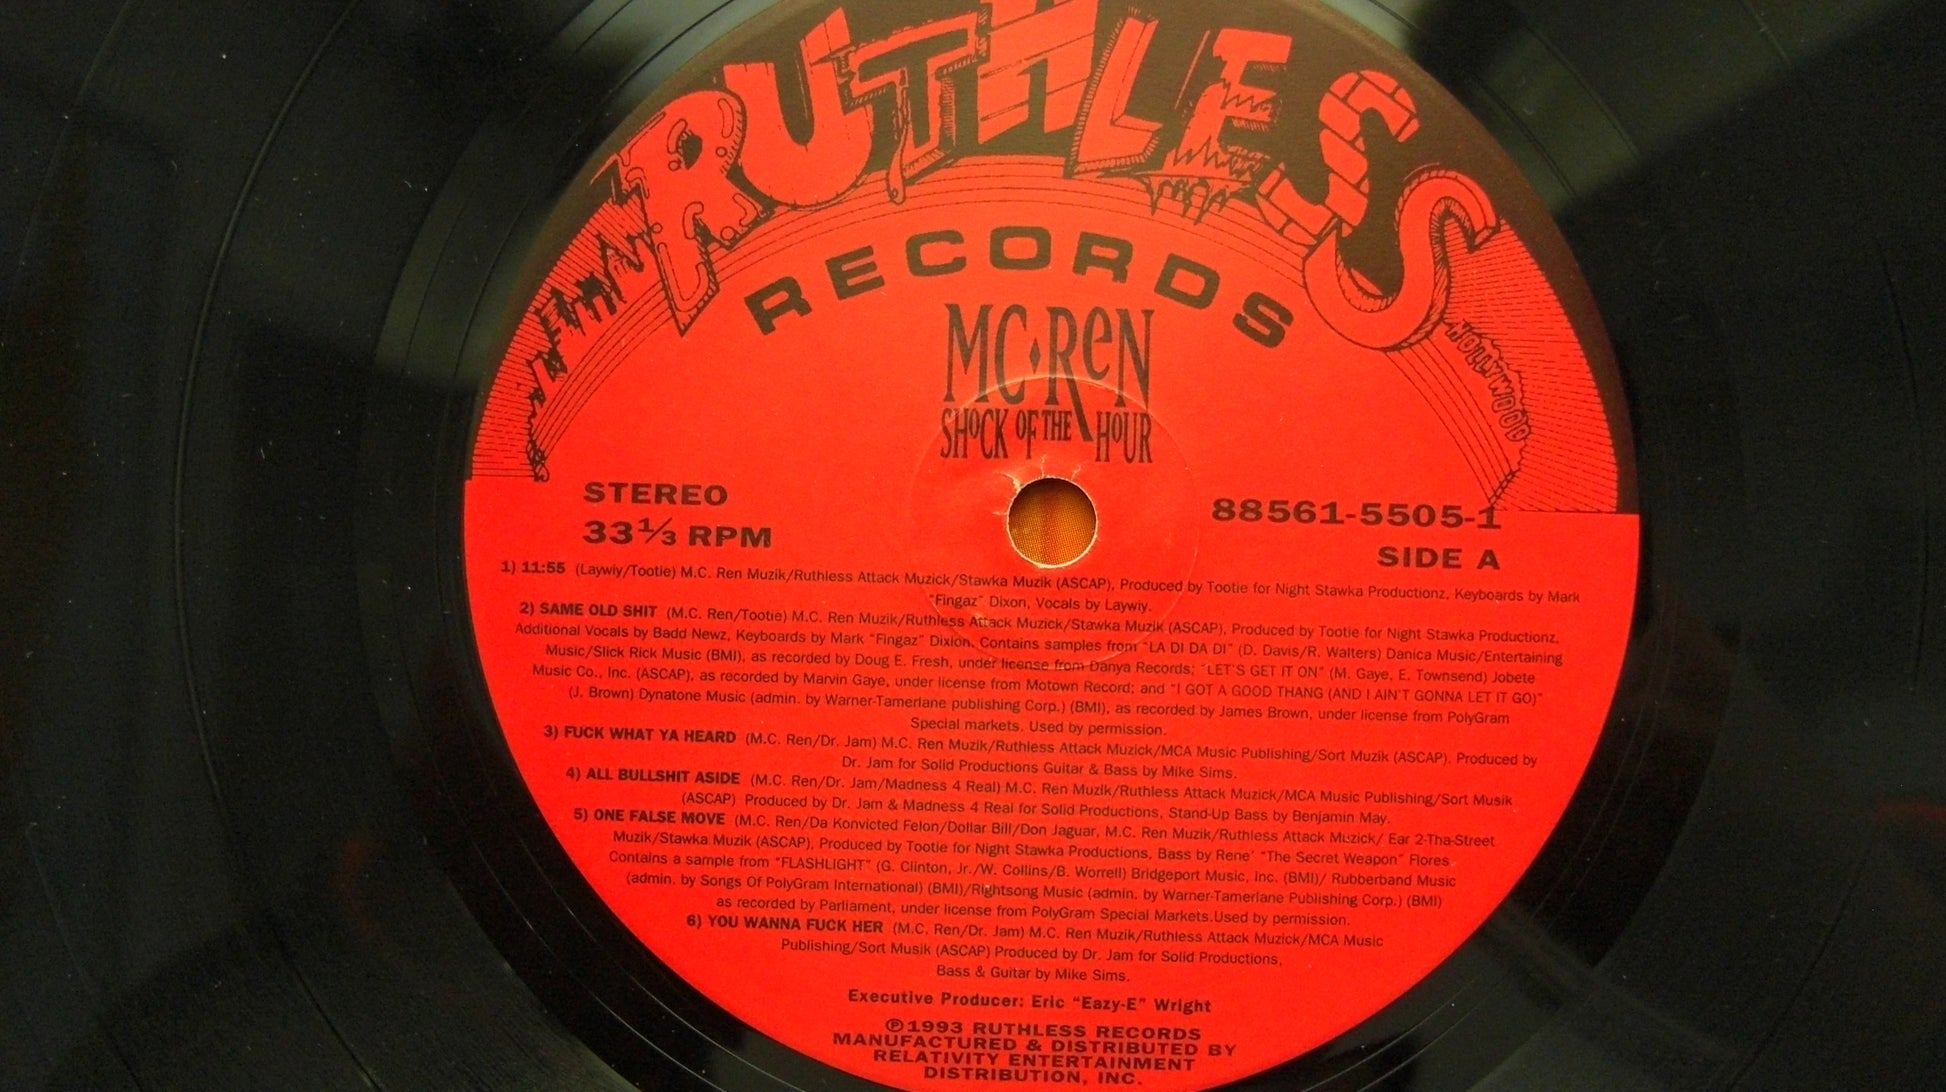 RUTHLESS
RECORDS
HOLLYWOOD
MC·ReN
SHoCK OF THE HoUR
STEREO
33⅓ RPM
88561-5505-1
SIDE A
1) 11:55 (Laywiy/Tootie) M.C. Ren Muzik/Ruthless Attack Muzick/Stawka Muzik (ASCAP), Produced by Tootie for Night Stawka Productionz, Keyboards by Mark
"Fingaz" Dixon, Vocals by Laywiy.
2) SAME OLD SHIT (M.C. Ren/Tootie) M.C. Ren Muzik/Ruthless Attack Muzick/Stawka Muzik (ASCAP), Produced by Tootie for Night Stawka Productionz,
Additional Vocals by Badd Newz, Keyboards by Mark "Fingaz" Dixion. Contains samples from "LA DI DA DI" (D. Davis/R. Walters) Danica Music/Entertaining
Music/Slick Rick Music (BMI), as recorded by Doug E. Fresh, under license from Danya Records; "LET'S GET IT ON" (M. Gaye, E. Townsend) Jobete
Music Co., Inc. (ASCAP), as recorded by Marvin Gaye, under license from Motown Record; and "I GOT A GOOD THANG (AND I AIN'T GONNA LET IT GO)"
(J. Brown) Dynatone Music (admin. by Warner-Tamerlane publishing Corp.) (BMI), as recorded by James Brown, under license from PolyGram
Special markets. Used by permission.
3) FUCK WHAT YA HEARD (M.C. Ren/Dr. Jam) M.C. Ren Muzik/Ruthless Attack Muzick/MCA Music Publishing/Sort Muzik (ASCAP). Produced by
Dr. Jam for Solid Productions Guitar & Bass by Mike Sims.
4) ALL BULLSHIT ASIDE (M.C. Ren/Dr. Jam/Madness 4 Real) M.C. Ren Muzik/Ruthless Attack Muzick/MCA Music Publishing/Sort Musik
(ASCAP) Produced by Dr. Jam & Madness 4 Real for Solid Productions, Stand-Up Bass by Benjamin May.
5) ONE FALSE MOVE (M.C. Ren/Da Konvicted Felon/Dollar Bill/Don Jaguar, M.C. Ren Muzik/Ruthless Attack Muzick/ Ear 2-Tha-Street
Muzik/Stawka Muzik (ASCAP), Produced by Tootie for Night Stawka Productions, Bass by Rene' "The Secret Weapon" Flores
Contains a sample from "FLASHLIGHT" (G. Clinton, Jr./W. Collins/B. Worrell) Bridgeport Music, Inc. (BMI)/ Rubberband Music
(admin. by Songs Of PolyGram International) (BMI)/Rightsong Music (admin. by Warner-Tamerlane Publishing Corp.) (BMI)
as recorded by Parliament, under license from PolyGram Special Markets.Used by permission.
6) YOU WANNA FUCK HER (M.C. Ren/Dr. Jam) M.C. Ren Muzik/Ruthless Attack Muzick/MCA Music
Publishing/Sort Musik (ASCAP) Produced by Dr. Jam for Solid Productions,
Bass & Guitar by Mike Sims.
Executive Producer: Eric "Eazy-E" Wright
℗1993 RUTHLESS RECORDS
MANUFACTURED & DISTRIBUTED BY
RELATIVITY ENTERTAINMENT
DISTRIBUTION, INC.